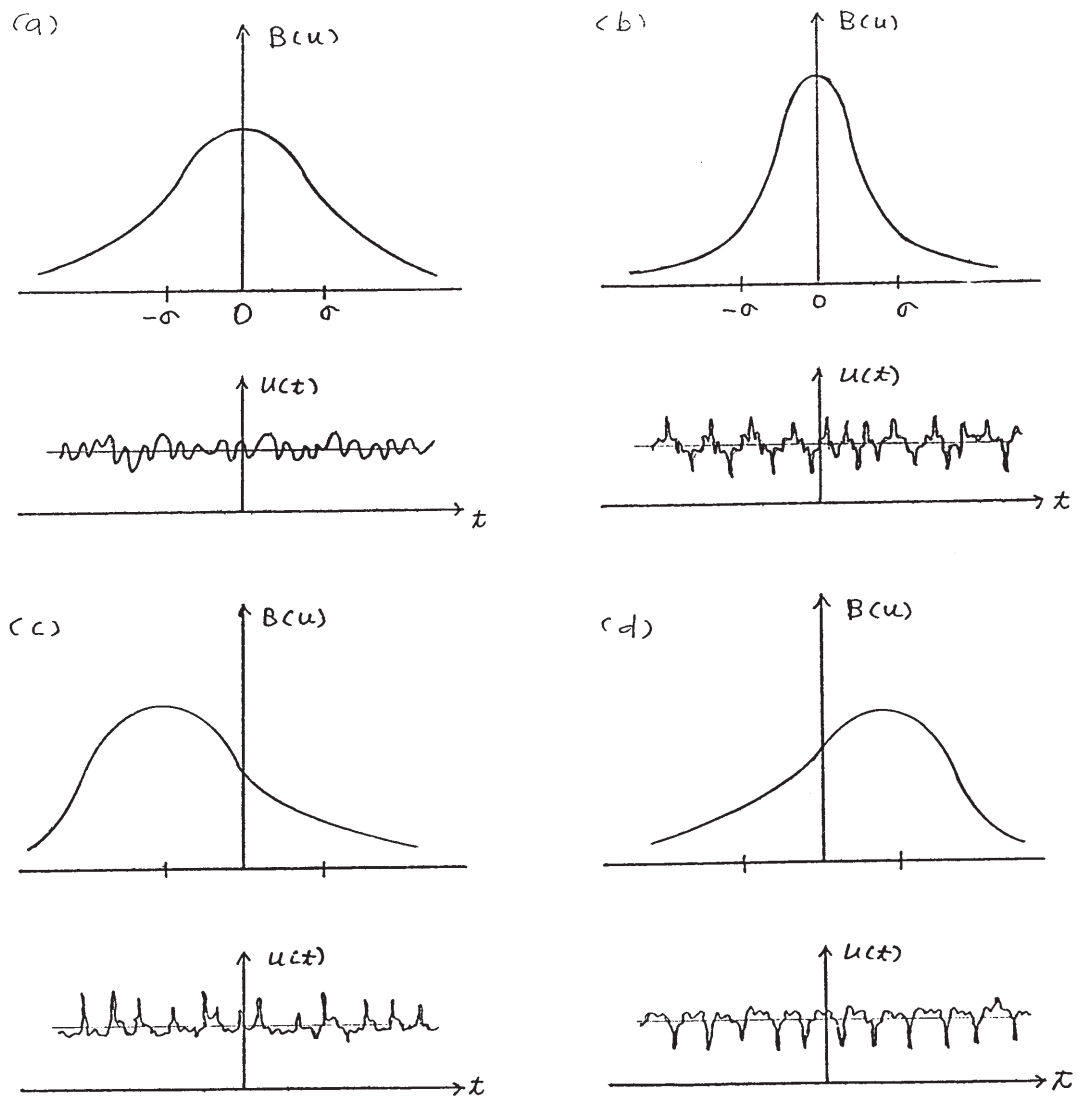 (a)
B(u)
-σ 0 σ
u(t)
t
(b)
B(u)
-σ 0 σ
u(t)
t
(c)
B(u)
u(t)
t
(d)
B(u)
u(t)
t